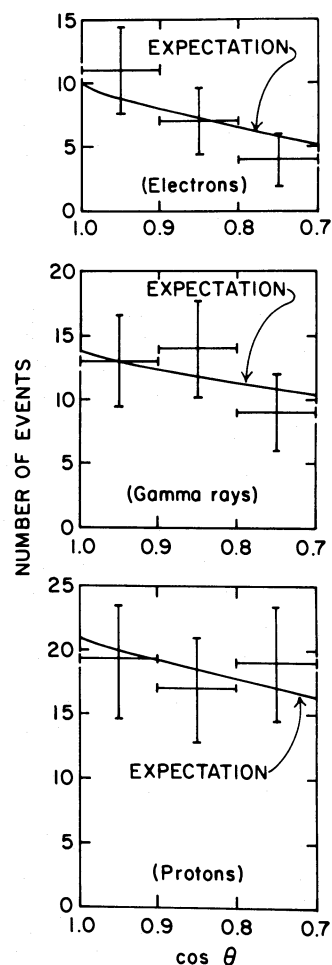 15
EXPECTATION
10
5
(Electrons)
0
1.0 0.9 0.8 0.7
20
EXPECTATION
15
10
5
(Gamma rays)
0
1.0 0.9 0.8 0.7
NUMBER OF EVENTS
25
20
15
EXPECTATION
10
5
(Protons)
0
1.0 0.9 0.8 0.7
cos θ